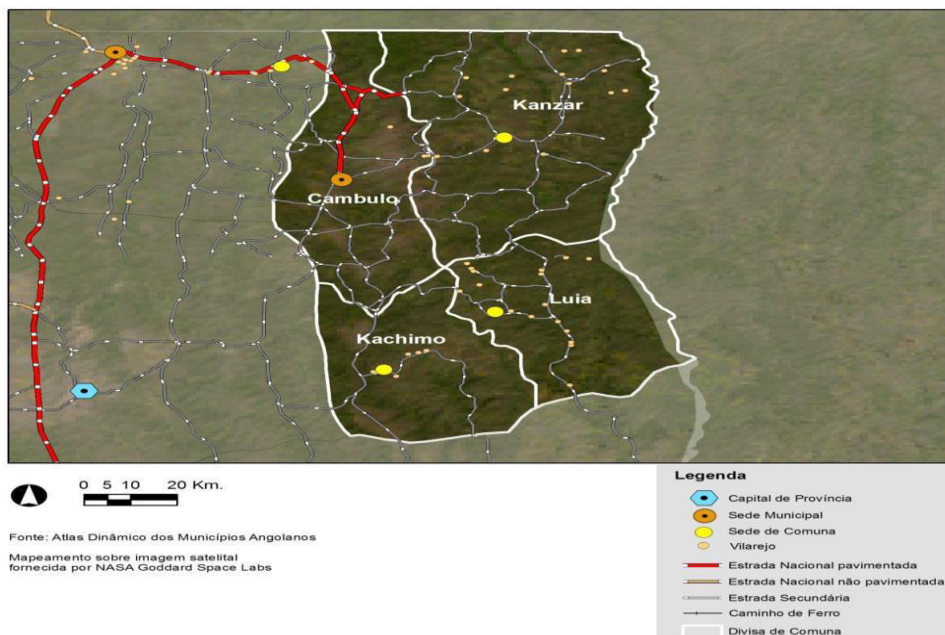 Kanzar
Cambulo
Luia
Kachimo
0 5 10 20 Km.
Fonte: Atlas Dinâmico dos Municípios Angolanos
Mapeamento sobre imagem satelital
fornecida por NASA Goddard Space Labs
Legenda
Capital de Província
Sede Municipal
Sede de Comuna
Vilarejo
Estrada Nacional pavimentada
Estrada Nacional não pavimentada
Estrada Secundária
Caminho de Ferro
Divisa de Comuna